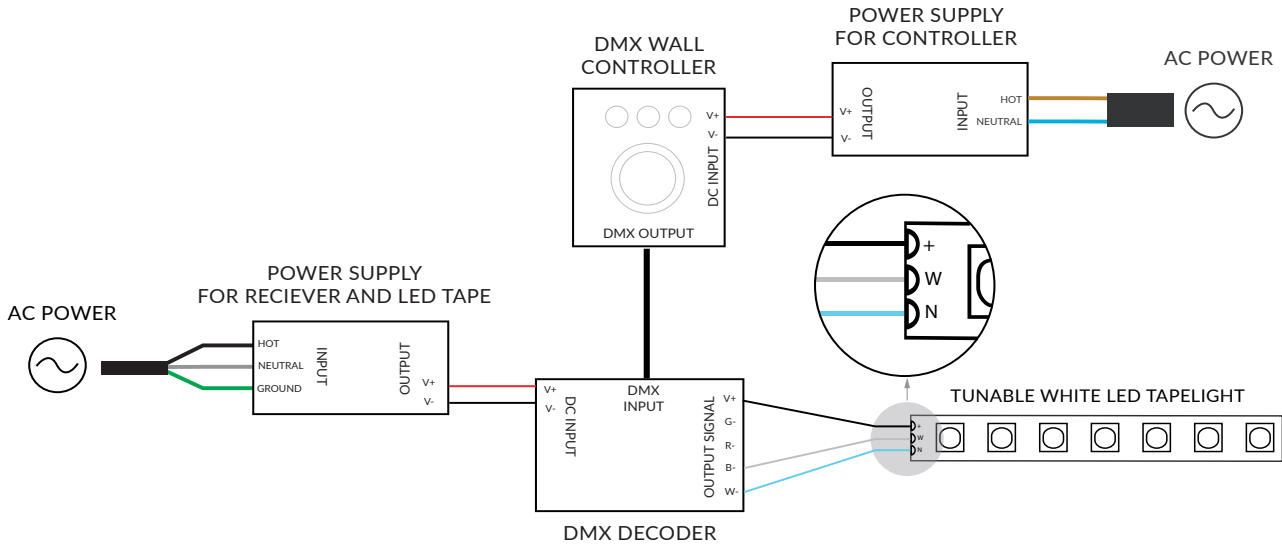 POWER SUPPLY
FOR CONTROLLER
AC POWER
DMX WALL
CONTROLLER
V+
V-
DC INPUT
DMX OUTPUT
V+
V-
OUTPUT
INPUT
HOT
NEUTRAL
+
W
N
POWER SUPPLY
FOR RECIEVER AND LED TAPE
AC POWER
HOT
NEUTRAL
GROUND
INPUT
OUTPUT
V+
V-
V+
V-
DC INPUT
DMX
INPUT
OUTPUT SIGNAL
V+
G-
R-
B-
W-
DMX DECODER
TUNABLE WHITE LED TAPELIGHT
+
W
N